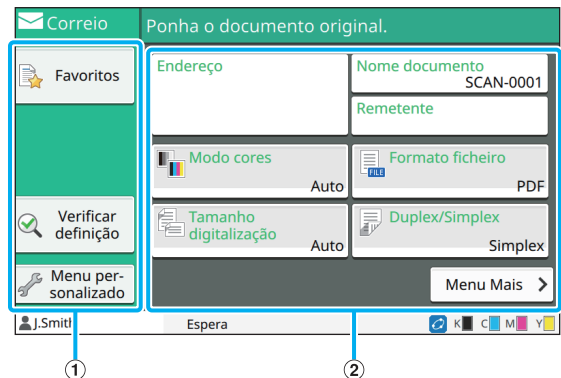 Correio
Ponha o documento original.
Favoritos
Verificar
definição
Menu per-
sonalizado
Endereço
Nome documento
SCAN-0001
Remetente
Modo cores
Auto
FILE
Formato ficheiro
PDF
Tamanho
digitalização
Auto
Duplex/Simplex
Simplex
Menu Mais
J.Smith
Espera
K C M Y
1
2